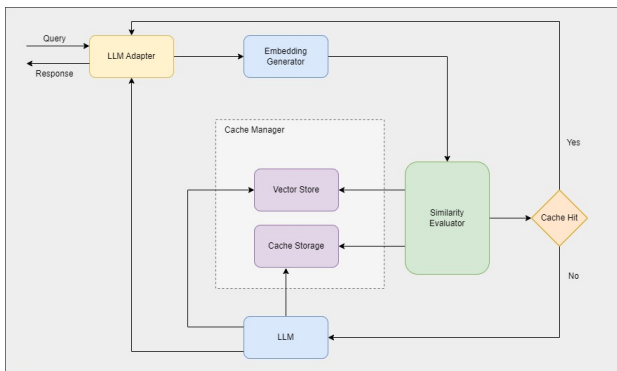 Query
LLM Adapter
Response
Embedding
Generator
Cache Manager
Vector Store
Cache Storage
Similarity
Evaluator
Yes
Cache Hit
No
LLM